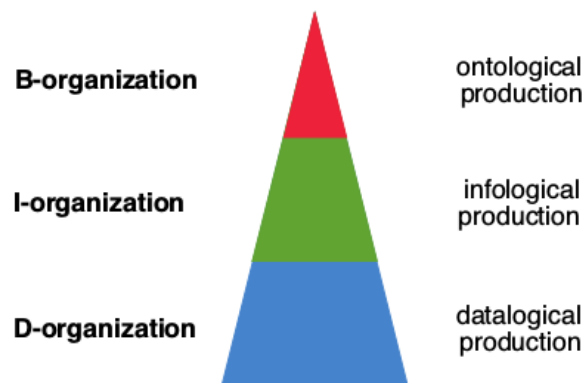 B-organization
ontological
production
I-organization
infological
production
D-organization
datalogical
production